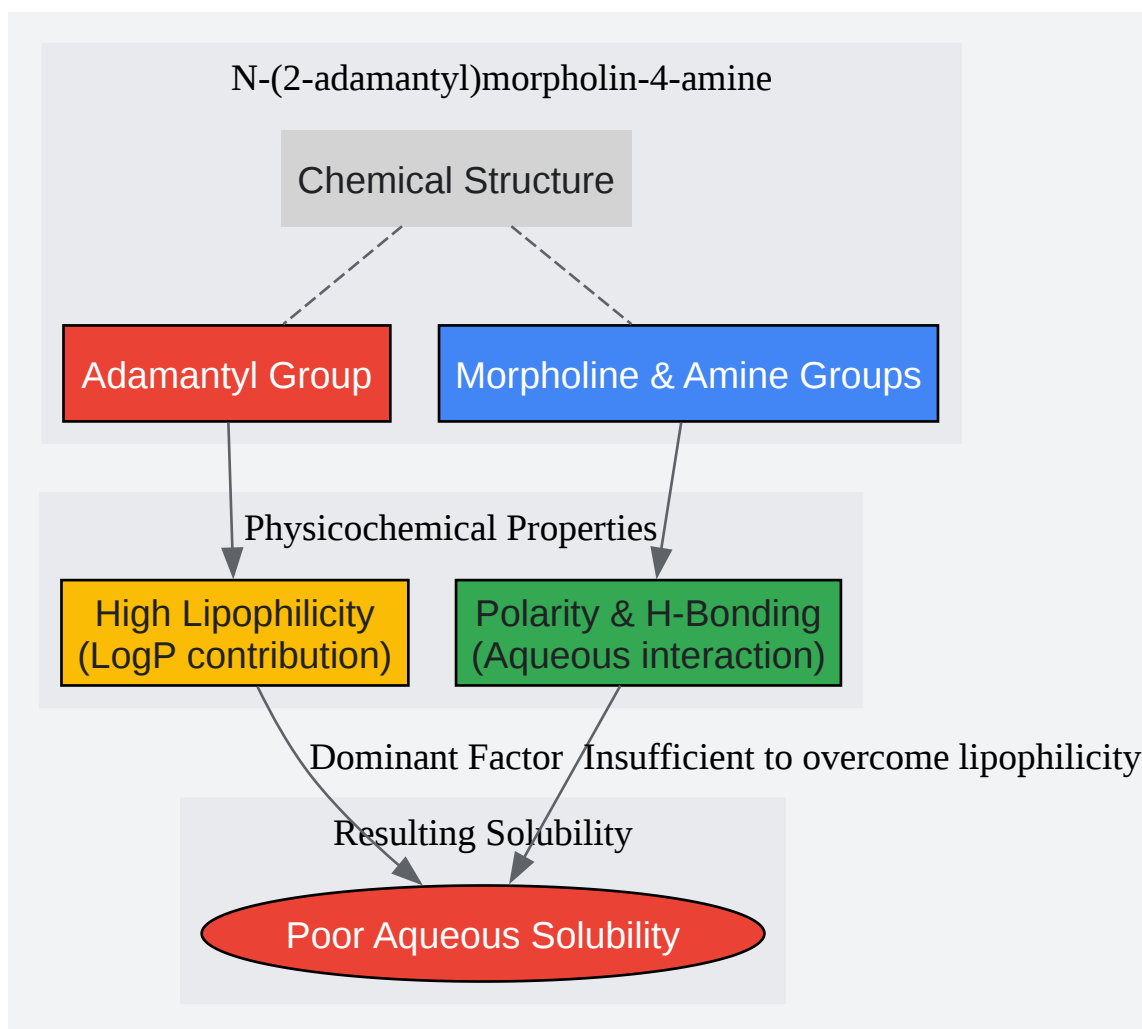 N-(2-adamantyl)morpholin-4-amine
Chemical Structure
Adamantyl Group
Morpholine & Amine Groups
Physicochemical Properties
High Lipophilicity
(LogP contribution)
Polarity & H-Bonding
(Aqueous interaction)
Dominant Factor
Insufficient to overcome lipophilicity
Resulting Solubility
Poor Aqueous Solubility